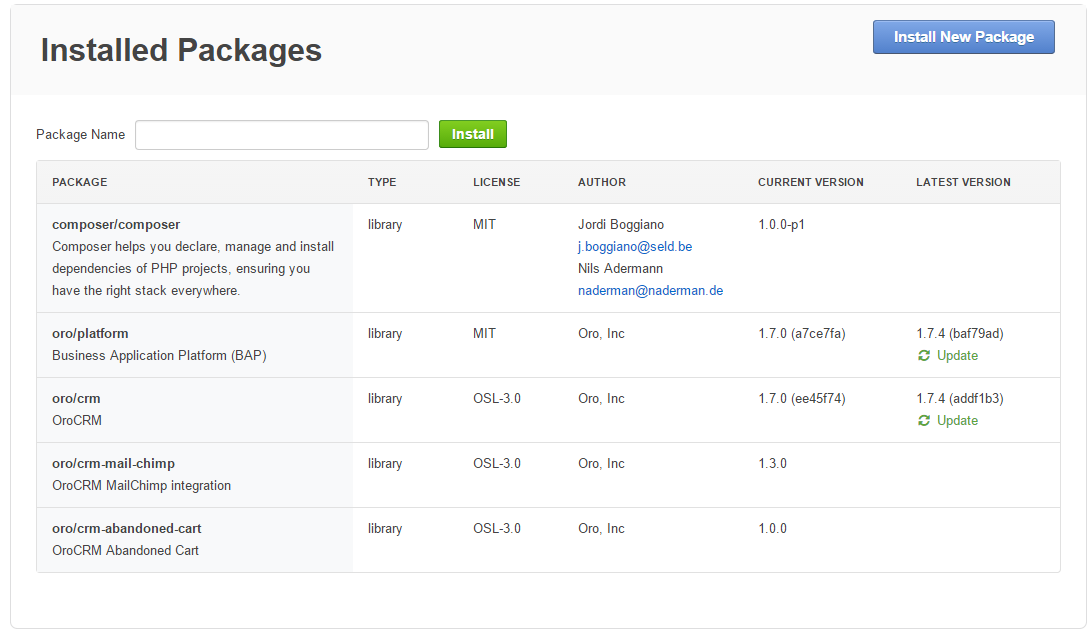 Installed Packages
Install New Package
Package Name
Install
PACKAGE TYPE LICENSE AUTHOR CURRENT VERSION LATEST VERSION
composer/composer library MIT Jordi Boggiano 1.0.0-p1
Composer helps you declare, manage and install j.boggiano@seld.be
dependencies of PHP projects, ensuring you Nils Adermann
have the right stack everywhere. naderman@naderman.de
oro/platform library MIT Oro, Inc 1.7.0 (a7ce7fa) 1.7.4 (baf79ad)
Business Application Platform (BAP) Update
oro/crm library OSL-3.0 Oro, Inc 1.7.0 (ee45f74) 1.7.4 (addf1b3)
OroCRM Update
oro/crm-mail-chimp library OSL-3.0 Oro, Inc 1.3.0
OroCRM MailChimp integration
oro/crm-abandoned-cart library OSL-3.0 Oro, Inc 1.0.0
OroCRM Abandoned Cart